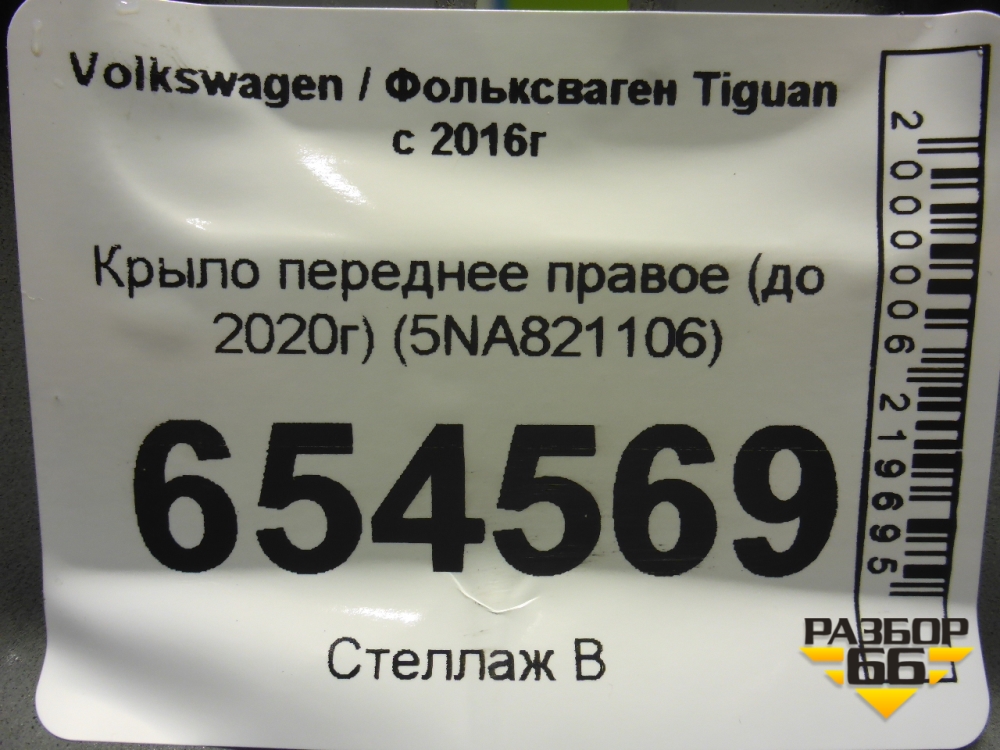 Volkswagen / Фольксваген Tiguan
с 2016г
Крыло переднее правое (до
2020г) (5NA821106)
654569
Стеллаж В
2000006219695
РАЗБОР
66